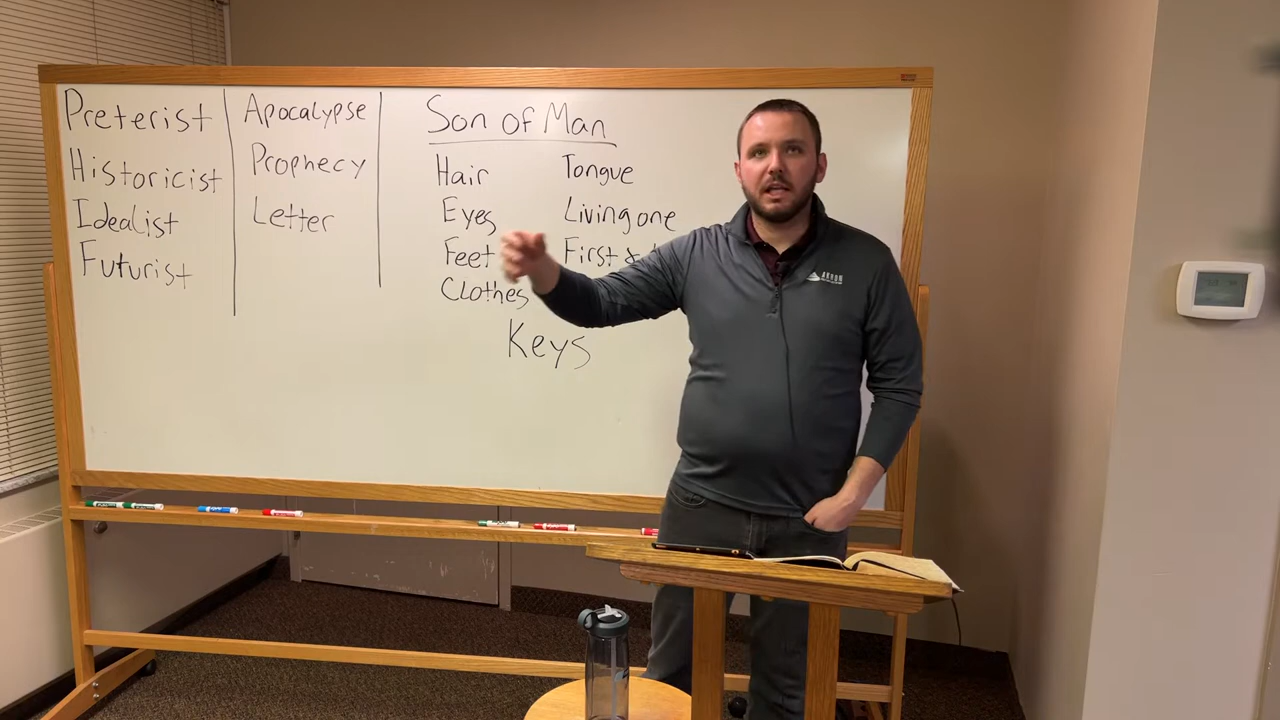 Preterist
Historicist
Idealist
Futurist
Apocalypse
Prophecy
Letter
Son of Man
Hair
Eyes
Feet
Clothes
Tongue
Living one
First &
Keys